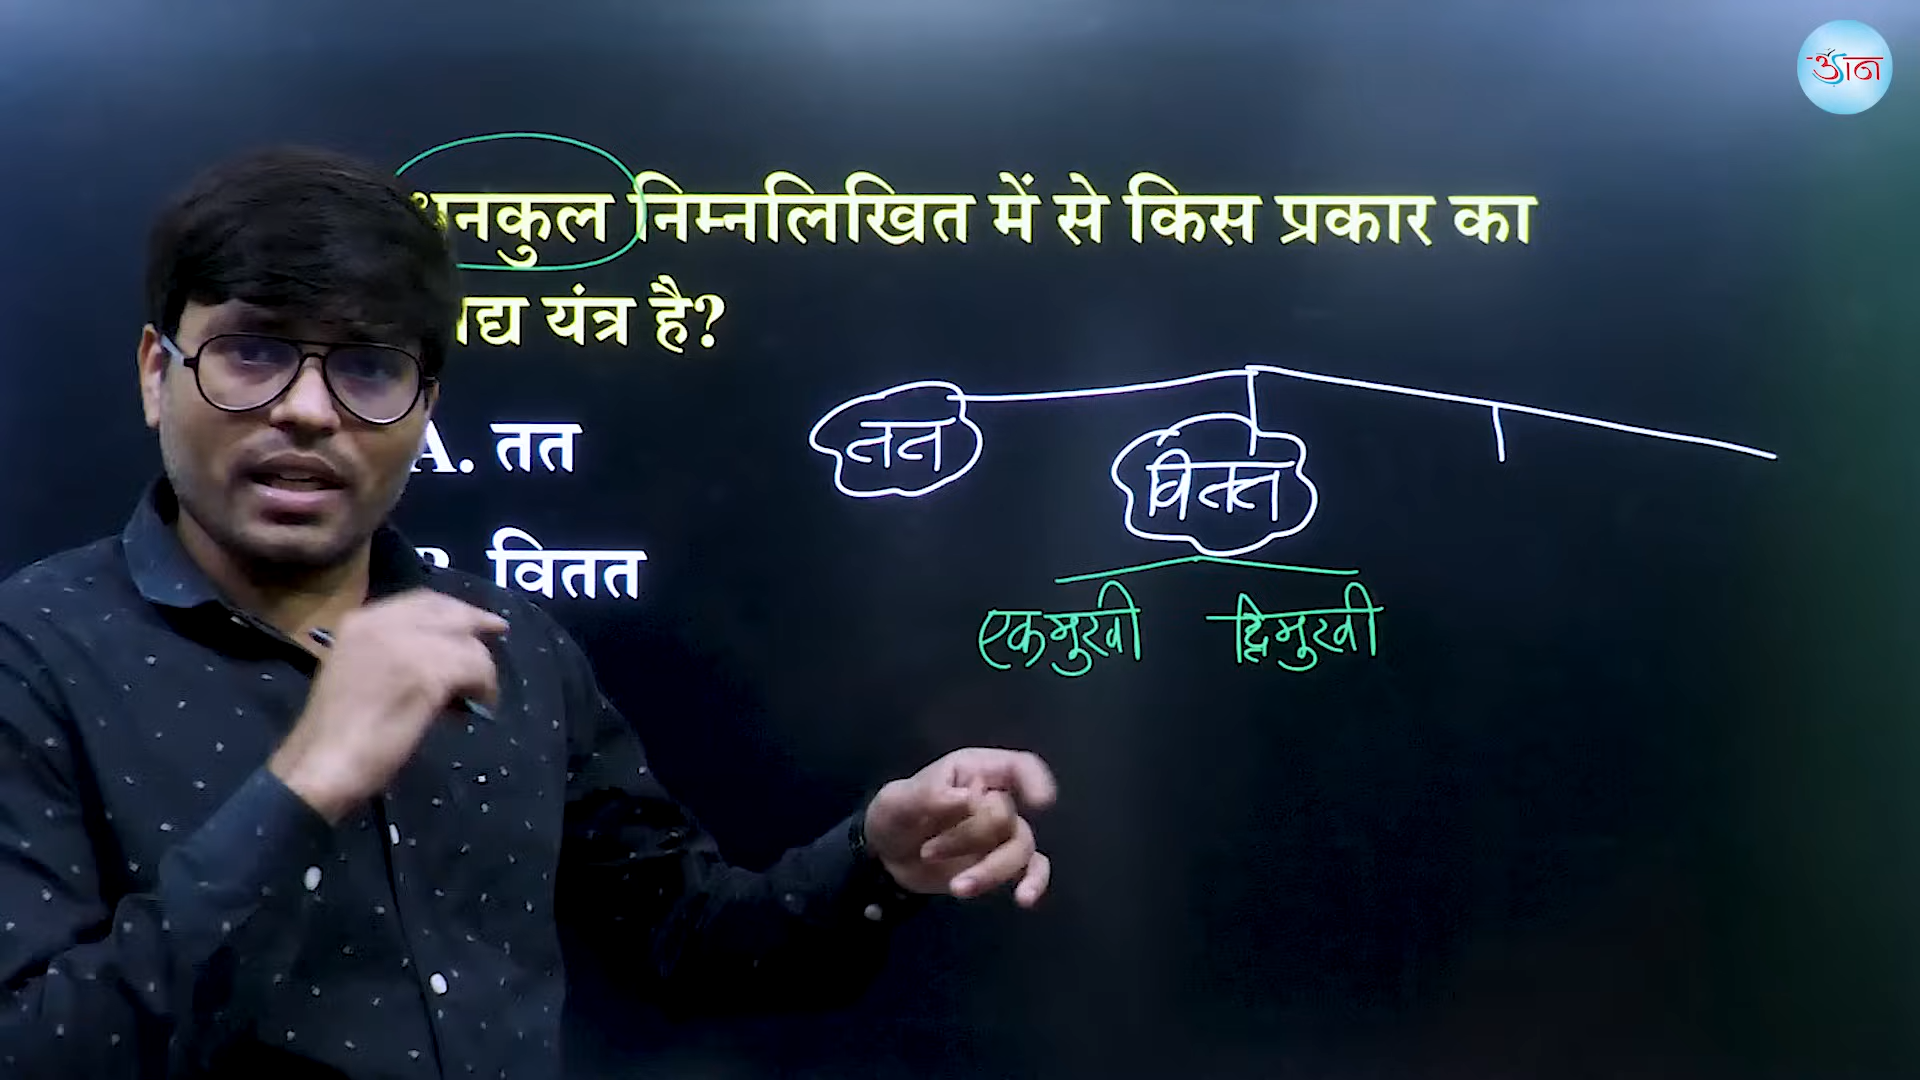 नकुल निम्नलिखित में से किस प्रकार का
द्य यंत्र है?
A. तत
वितत
तत
वितत
एकमुखी द्विमुखी